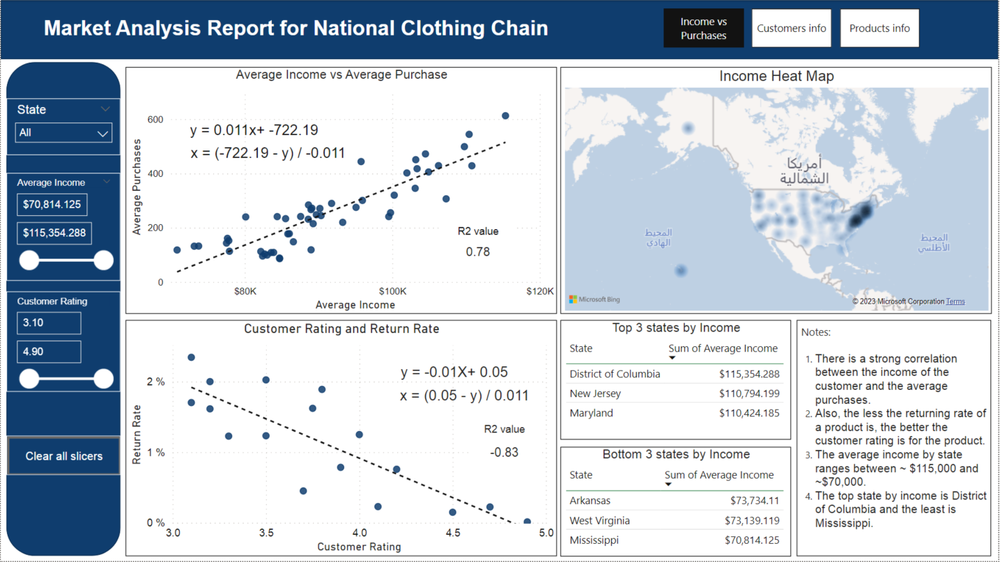 Market Analysis Report for National Clothing Chain
Income vs
Purchases
Customers info
Products info
State
All
Average Income
$70,814.125
$115,354.288
Customer Rating
3.10
4.90
Clear all slicers
Average Income vs Average Purchase
y = 0.011x+ -722.19
x = (-722.19 - y) / -0.011
R2 value
0.78
Average Purchases
600
400
200
0
$80K
$100K
$120K
Average Income
Income Heat Map
أمريكا
الشمالية
المحيط
الهادي
المحيط
الأطلسي
Microsoft Bing
© 2023 Microsoft Corporation Terms
Customer Rating and Return Rate
y = -0.01X+ 0.05
x = (0.05 - y) / 0.011
R2 value
-0.83
Return Rate
2 %
1 %
0 %
3.0
3.5
4.0
4.5
5.0
Customer Rating
Top 3 states by Income
State Sum of Average Income
District of Columbia $115,354.288
New Jersey $110,794.199
Maryland $110,424.185
Bottom 3 states by Income
State Sum of Average Income
Arkansas $73,734.11
West Virginia $73,139.119
Mississippi $70,814.125
Notes:
1. There is a strong correlation
between the income of the
customer and the average
purchases.
2. Also, the less the returning rate of
a product is, the better the
customer rating is for the product.
3. The average income by state
ranges between ~ $115,000 and
~$70,000.
4. The top state by income is District
of Columbia and the least is
Mississippi.